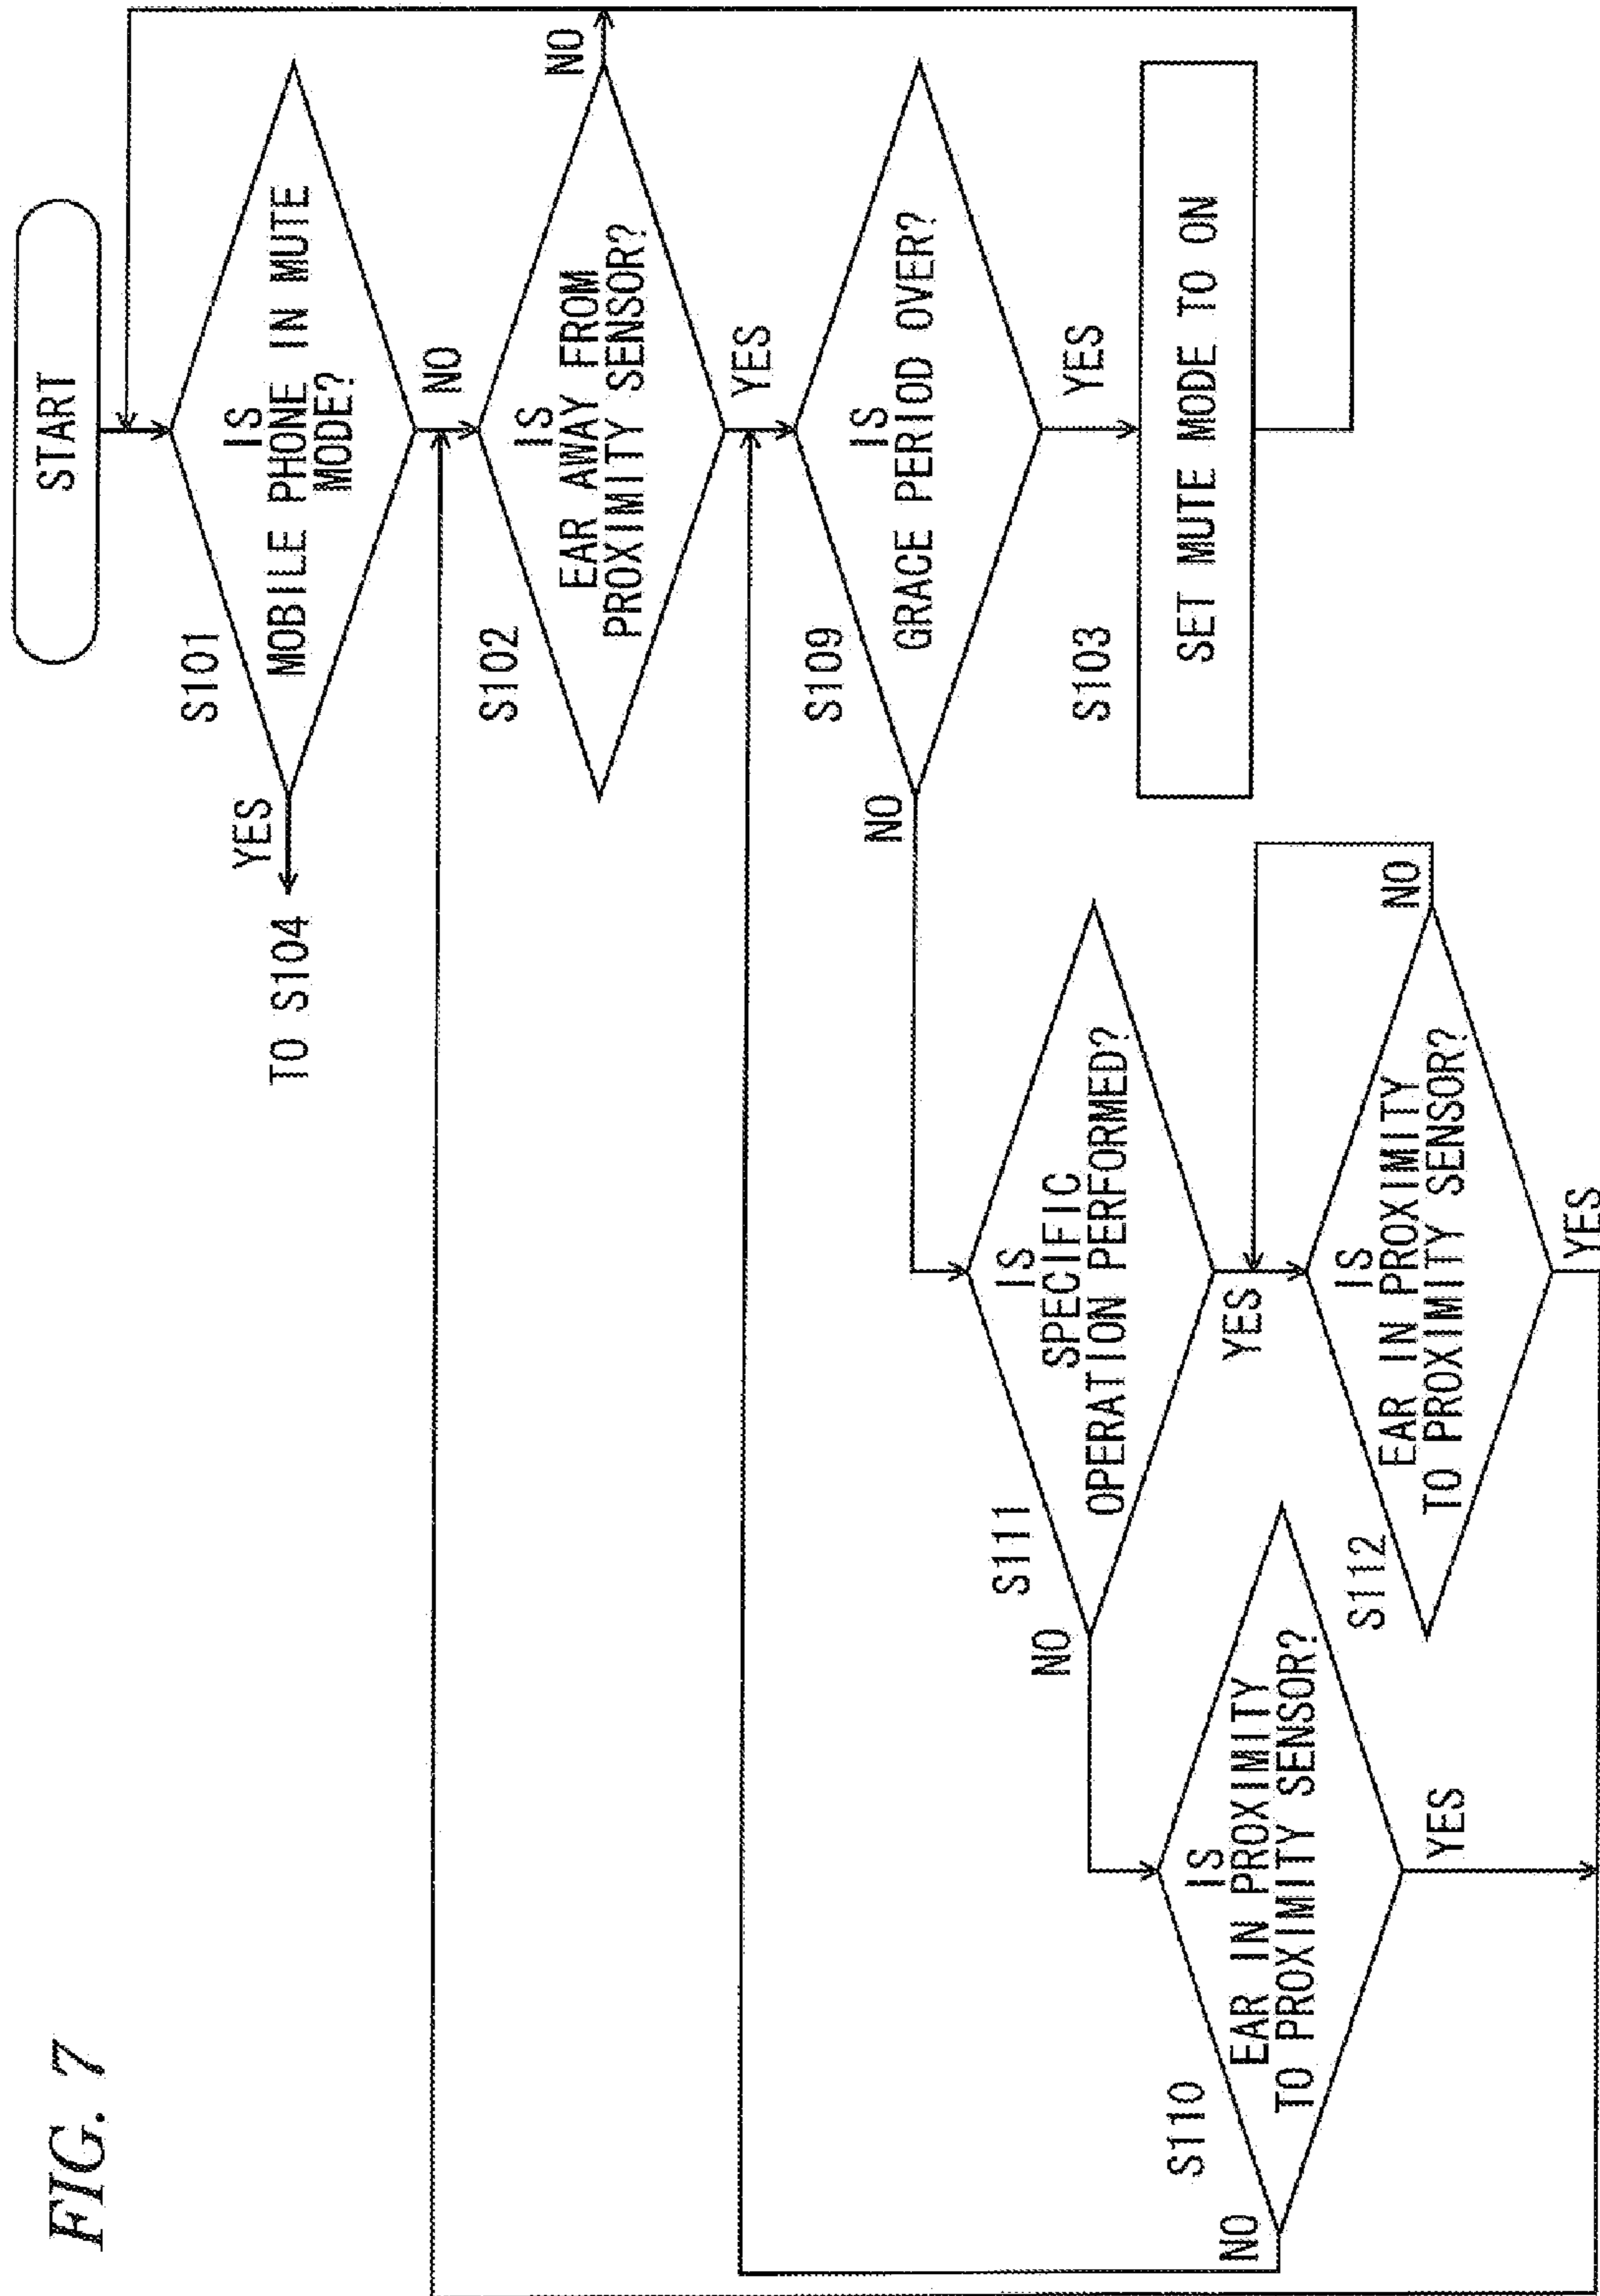 FIG. 7
START
S101
IS
MOBILE PHONE IN MUTE
MODE?
YES
TO S104
NO
S102
IS
EAR AWAY FROM
PROXIMITY SENSOR?
NO
YES
S109
IS
GRACE PERIOD OVER?
NO
YES
S103
SET MUTE MODE TO ON
S111
IS
SPECIFIC
OPERATION PERFORMED?
NO
YES
S110
IS
EAR IN PROXIMITY
TO PROXIMITY SENSOR?
NO
YES
S112
IS
EAR IN PROXIMITY
TO PROXIMITY SENSOR?
NO
YES